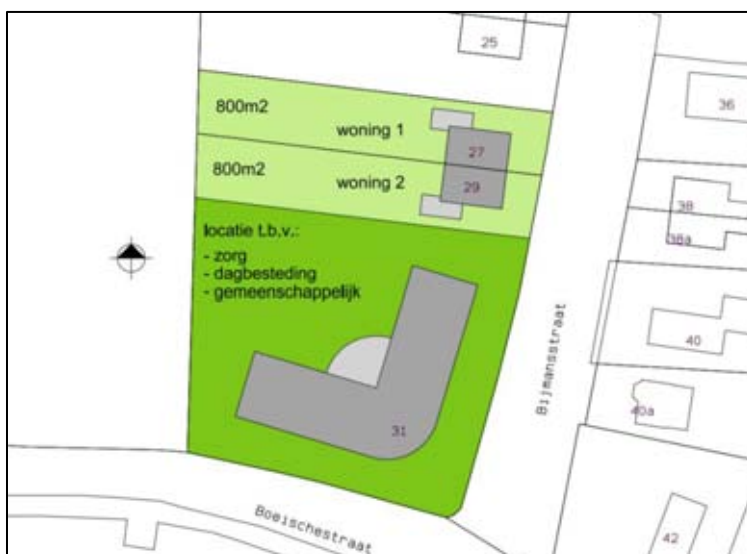 25
800m2
woning 1
27
36
800m2
woning 2
29
38
38a
locatie t.b.v.:
- zorg
- dagbesteding
- gemeenschappelijk
Bijmansstraat
40
40a
31
Boeischestraat
42